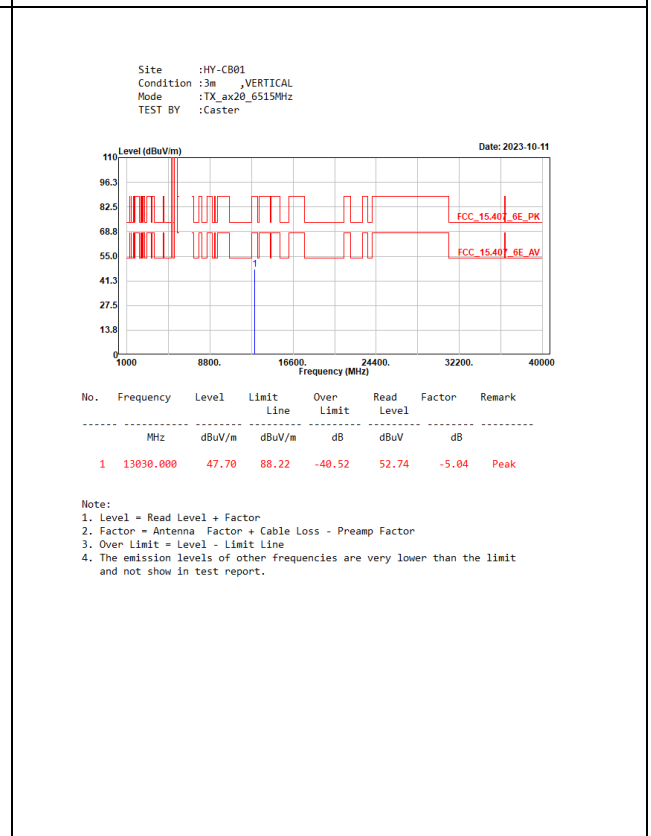 Site :HY-CB01
Condition :3m ,VERTICAL
Mode :TX_ax20_6515MHz
TEST BY :Caster
Level (dBuV/m) Date: 2023-10-11
110
96.3
82.5
FCC_15.407_6E_PK
68.8
FCC_15.407_6E_AV
55.0
1
41.3
27.5
13.8
0
1000 8800. 16600. 24400. 32200. 40000
Frequency (MHz)
No. Frequency Level Limit Over Read Factor Remark
Line Limit Level
------ ----------- -------- --------- --------- -------- ------- ---------
MHz dBuV/m dBuV/m dB dBuV dB
1 13030.000 47.70 88.22 -40.52 52.74 -5.04 Peak
Note:
1. Level = Read Level + Factor
2. Factor = Antenna Factor + Cable Loss - Preamp Factor
3. Over Limit = Level - Limit Line
4. The emission levels of other frequencies are very lower than the limit
and not show in test report.